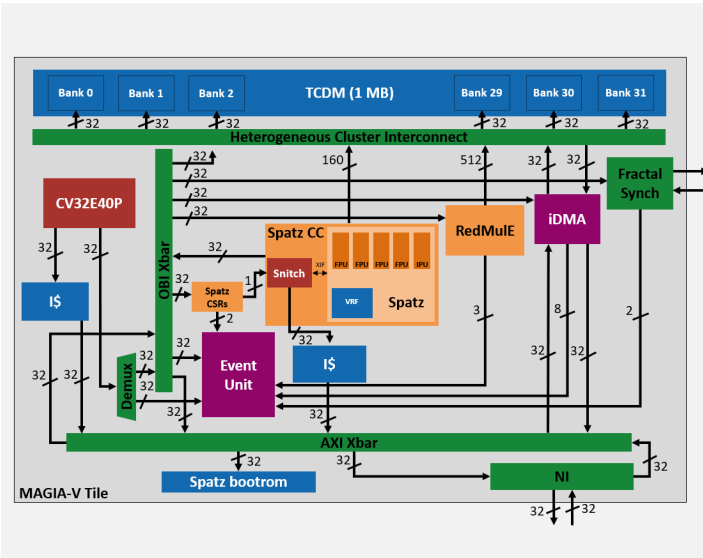 TCDM (1 MB)
Bank 0
Bank 1
Bank 2
Bank 29
Bank 30
Bank 31
32
32
32
32
32
32
Heterogeneous Cluster Interconnect
32
160
512
32
32
Fractal
Synch
32
32
32
CV32E40P
OBI Xbar
iDMA
RedMulE
Spatz CC
32
32
32
Snitch
XIF
FPU
FPU
FPU
FPU
IPU
VRF
Spatz
I$
32
Spatz
CSRs
1
2
32
3
8
2
32
Event
Unit
I$
32
32
32
32
Demux
32
32
32
32
32
AXI Xbar
32
32
32
Spatz bootrom
NI
MAGIA-V Tile
32
32